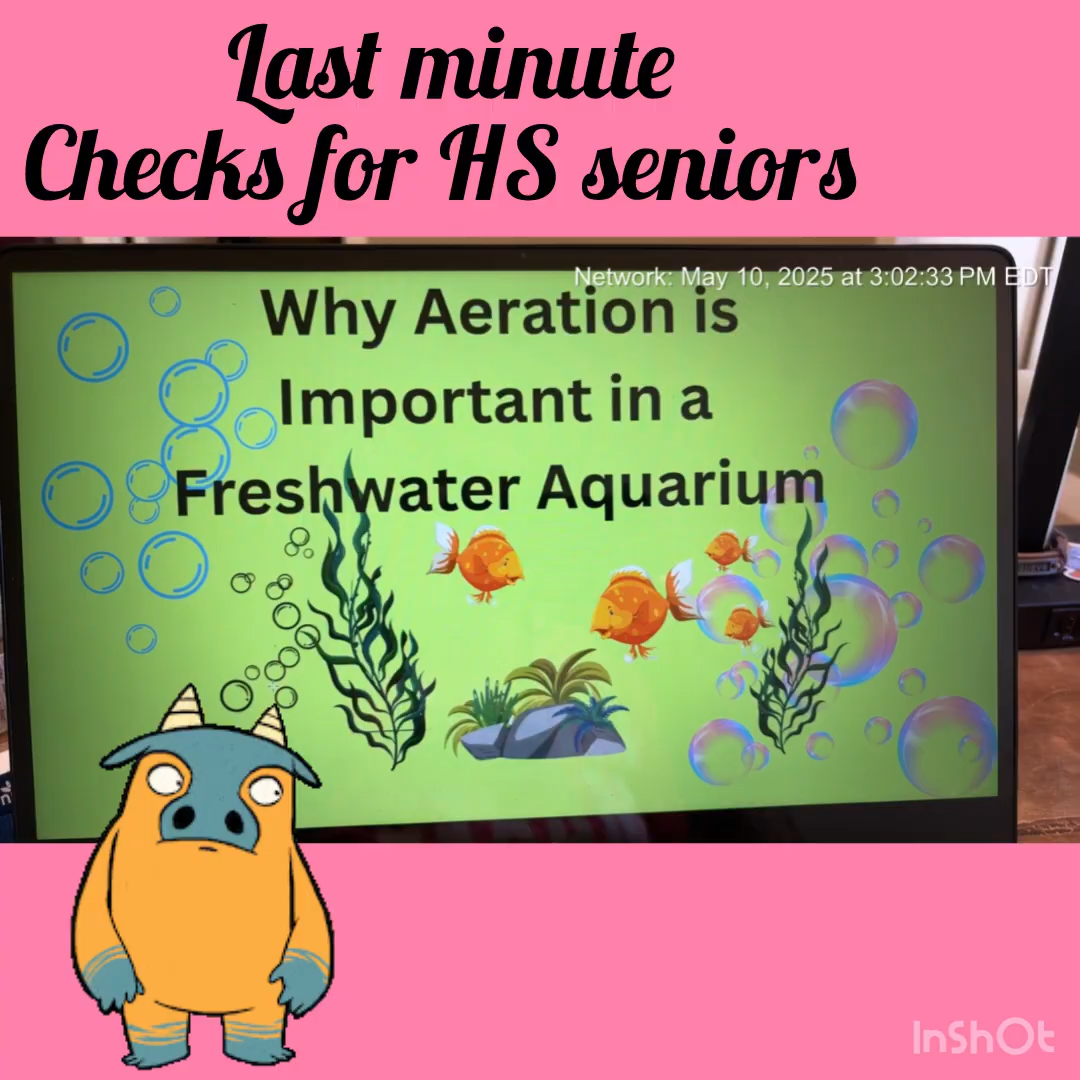 Last minute
Checks for HS seniors
Network: May 10, 2025 at 3:02:33 PM EDT
Why Aeration is
Important in a
Freshwater Aquarium
InShOt